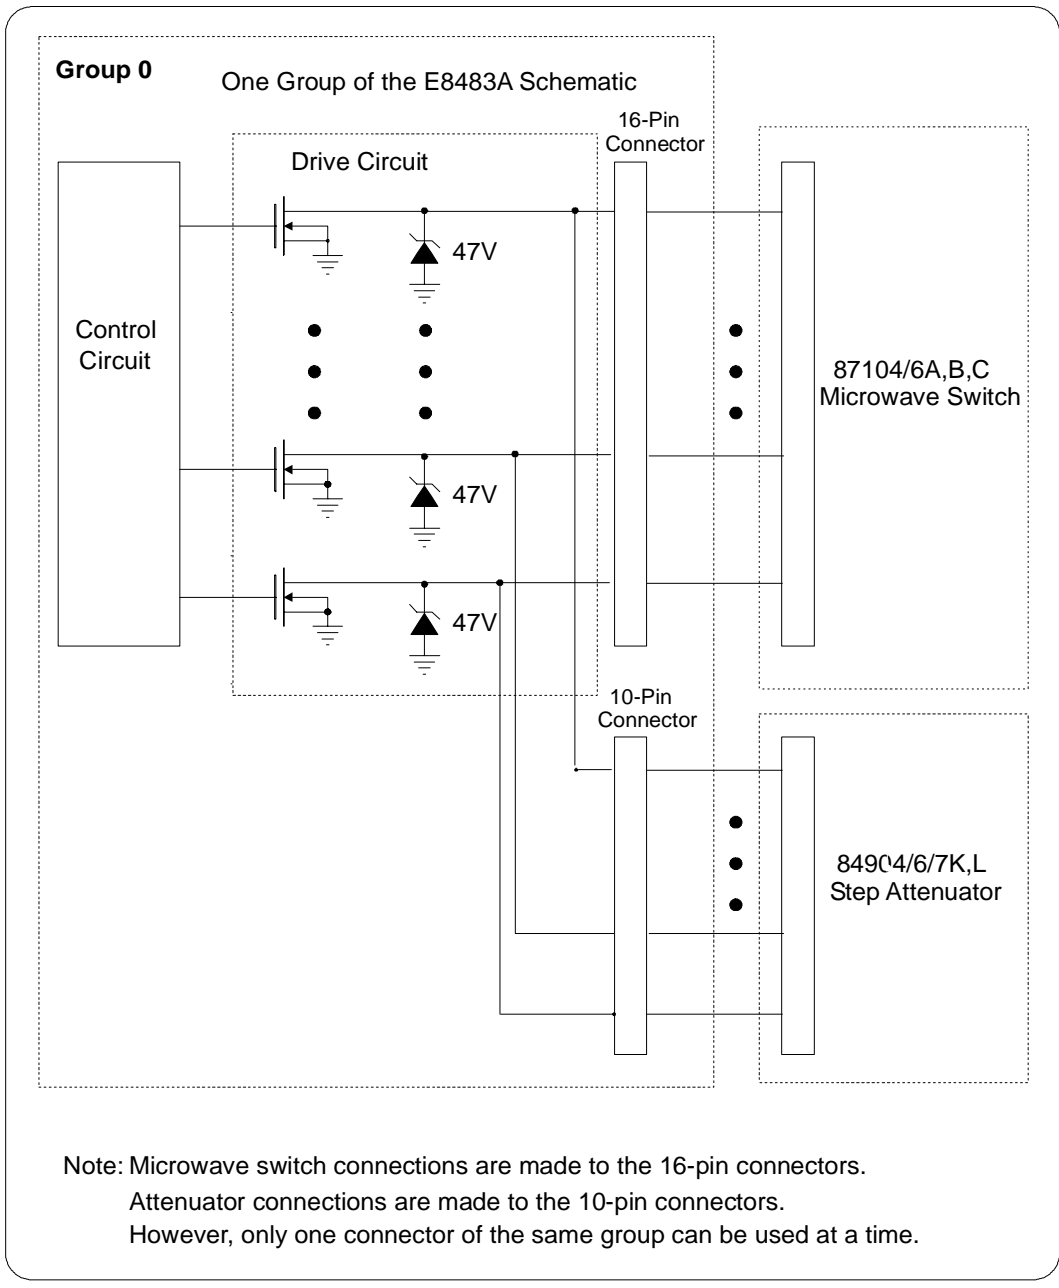 Group 0
One Group of the E8483A Schematic
16-Pin
Connector
Drive Circuit
47V
Control
Circuit
87104/6A,B,C
Microwave Switch
47V
47V
10-Pin
Connector
84904/6/7K,L
Step Attenuator
Note: Microwave switch connections are made to the 16-pin connectors.
Attenuator connections are made to the 10-pin connectors.
However, only one connector of the same group can be used at a time.